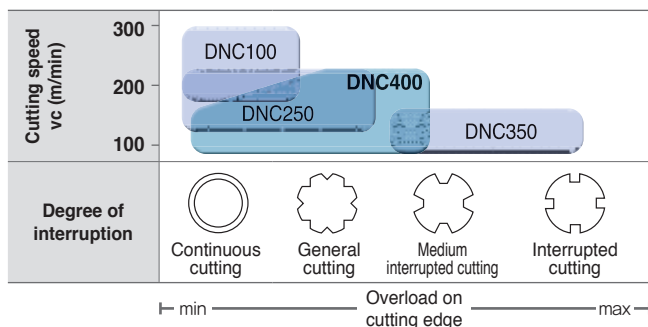 Cutting speed
vc (m/min)
300
200
100
DNC100
DNC400
DNC250
DNC350
Degree of
interruption
Continuous
cutting
General
cutting
Medium
interrupted cutting
Interrupted
cutting
min
Overload on
cutting edge
max